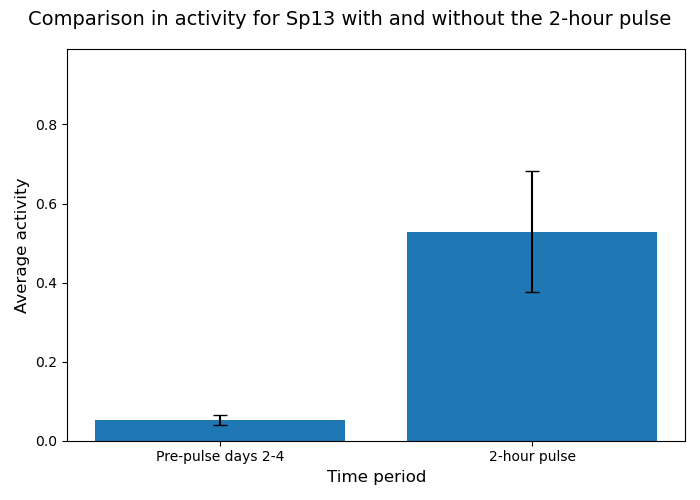 Comparison in activity for Sp13 with and without the 2-hour pulse
Average activity
0.8
0.6
0.4
0.2
0.0
Pre-pulse days 2-4
2-hour pulse
Time period